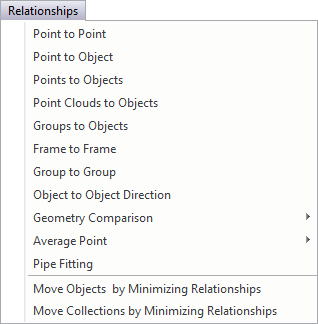 Relationships
Point to Point
Point to Object
Points to Objects
Point Clouds to Objects
Groups to Objects
Frame to Frame
Group to Group
Object to Object Direction
Geometry Comparison
Average Point
Pipe Fitting
Move Objects  by Minimizing Relationships
Move Collections by Minimizing Relationships